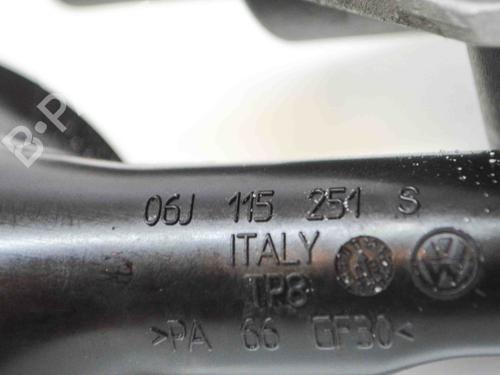 B-P
06J 115 251 S
ITALY
TP8
>PA 66 GF30<